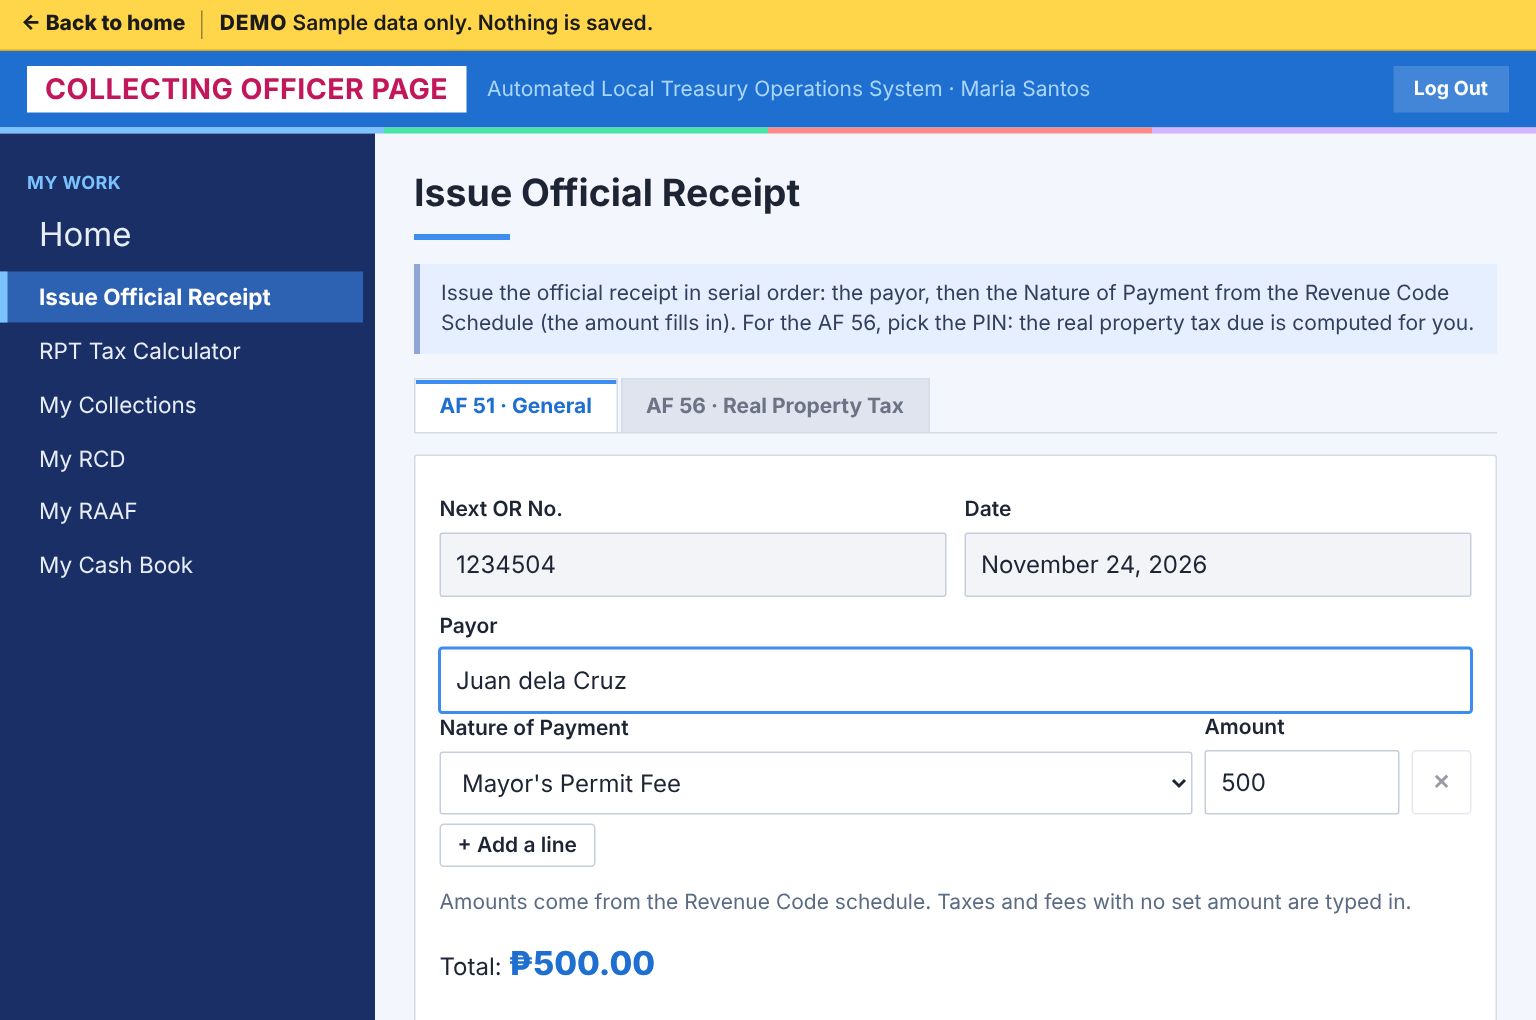 ← Back to home
DEMO Sample data only. Nothing is saved.
COLLECTING OFFICER PAGE
Automated Local Treasury Operations System · Maria Santos
Log Out
MY WORK
Home
Issue Official Receipt
RPT Tax Calculator
My Collections
My RCD
My RAAF
My Cash Book
Issue Official Receipt
Issue the official receipt in serial order: the payor, then the Nature of Payment from the Revenue Code
Schedule (the amount fills in). For the AF 56, pick the PIN: the real property tax due is computed for you.
AF 51 · General
AF 56 · Real Property Tax
Next OR No.
Date
1234504
November 24, 2026
Payor
Juan dela Cruz
Nature of Payment
Amount
Mayor's Permit Fee
500
×
+ Add a line
Amounts come from the Revenue Code schedule. Taxes and fees with no set amount are typed in.
Total: ₱500.00